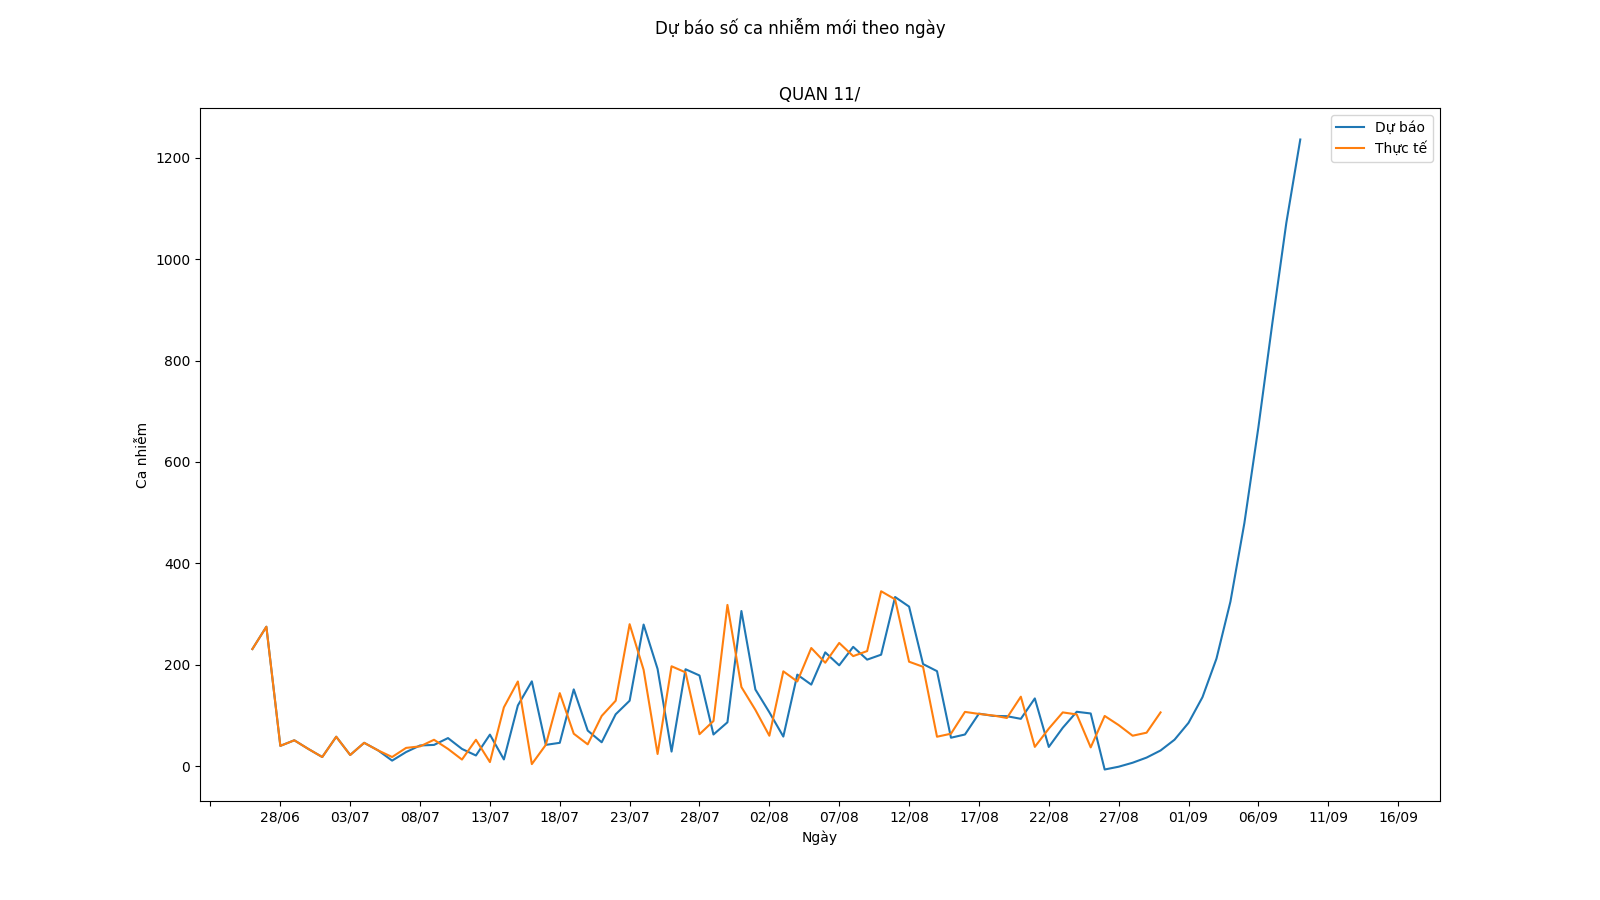 Dự báo số ca nhiễm mới theo ngày
QUAN 11/
Dự báo
Thực tế
1200
1000
800
600
400
200
0
Ca nhiễm
28/06 03/07 08/07 13/07 18/07 23/07 28/07 02/08 07/08 12/08 17/08 22/08 27/08 01/09 06/09 11/09 16/09
Ngày